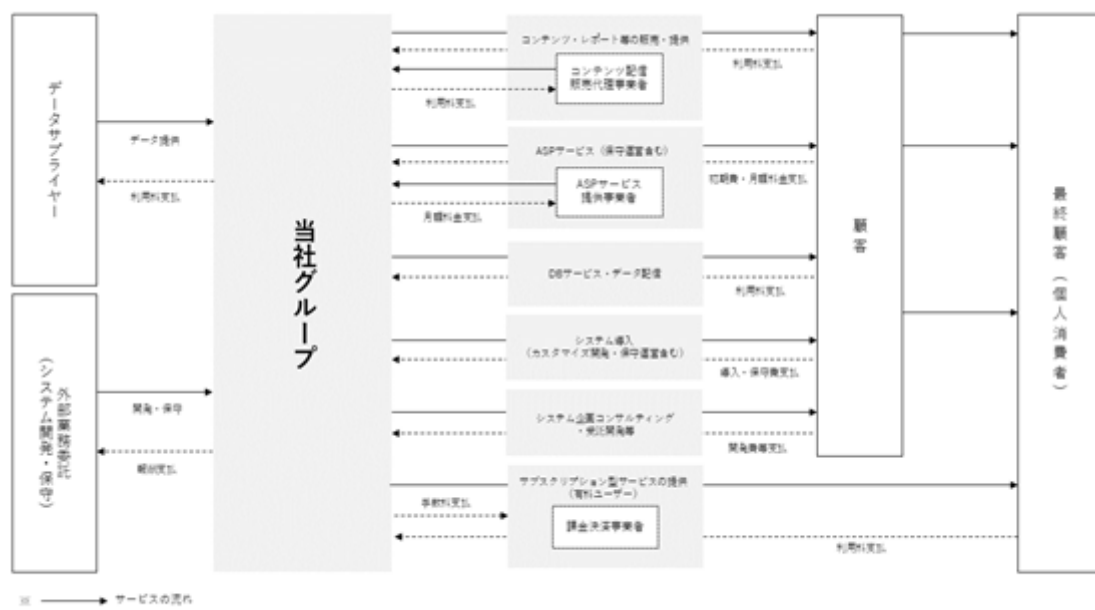 データサプライヤー
データ提供
利用料支払
外部業務委託
(システム開発・保守)
開発・保守
報酬支払
当社グループ
コンテンツ・レポート等の販売・提供
利用料支払
コンテンツ配信
販売代理事業者
利用料支払
ASPサービス(保守運営含む)
初期費・月額料金支払
ASPサービス
提供事業者
月額料金支払
DBサービス・データ配信
利用料支払
システム導入
(カスタマイズ開発・保守運営含む)
導入・保守費支払
システム企画コンサルティング
・受託開発等
開発費等支払
サブスクリプション型サービスの提供
(有料ユーザー)
手数料支払
課金決済事業者
利用料支払
顧客
最終顧客(個人消費者)
※ サービスの流れ